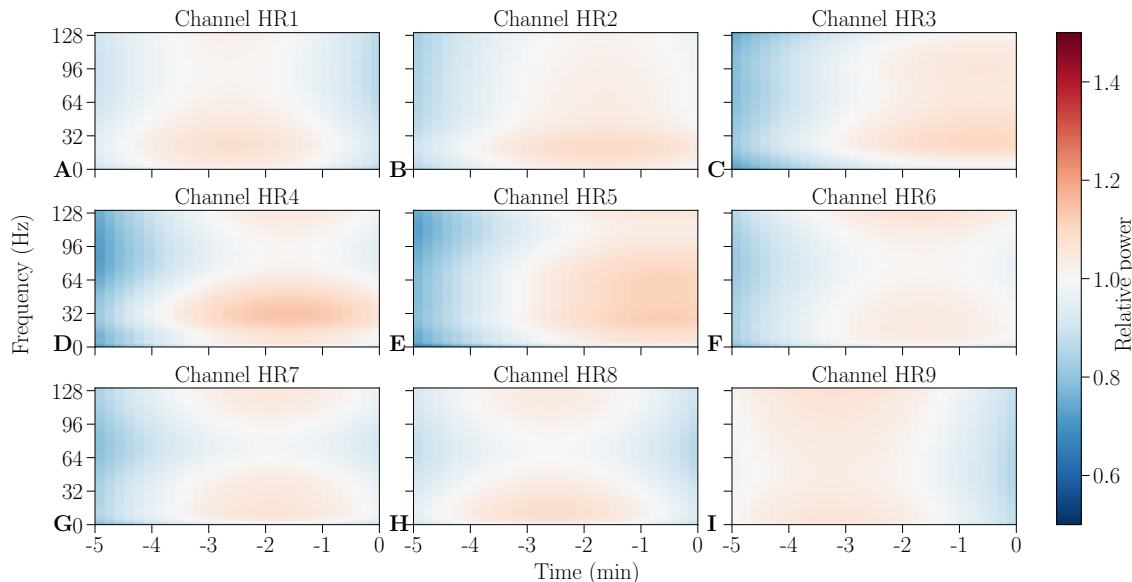 Channel HR1
Channel HR2
Channel HR3
128
96
64
32
0
A
B
C
1.4
1.2
1.0
0.8
0.6
Relative power
Channel HR4
Channel HR5
Channel HR6
Frequency (Hz)
128
96
64
32
0
D
E
F
Channel HR7
Channel HR8
Channel HR9
128
96
64
32
0
G
H
I
-5 -4 -3 -2 -1 0
-5 -4 -3 -2 -1 0
-5 -4 -3 -2 -1 0
Time (min)